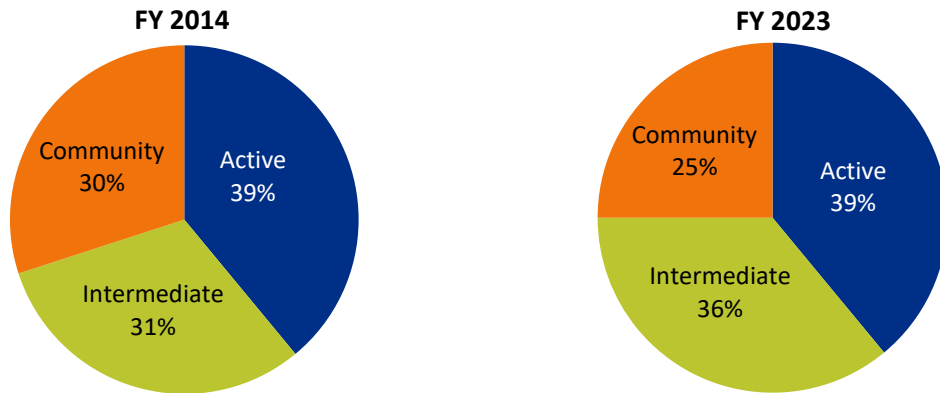 FY 2014
Community
30%
Active
39%
Intermediate
31%
FY 2023
Community
25%
Active
39%
Intermediate
36%